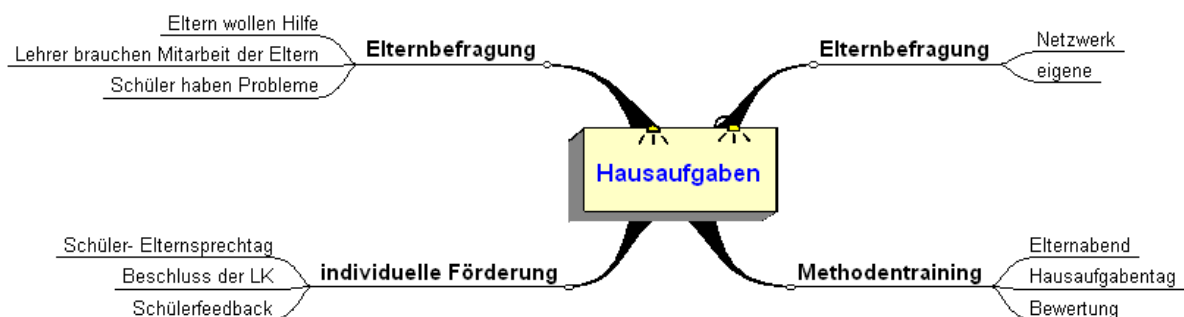 Eltern wollen Hilfe
Lehrer brauchen Mitarbeit der Eltern
Schüler haben Probleme
Elternbefragung
Elternbefragung
Netzwerk
eigene
Hausaufgaben
Schüler- Elternsprechtag
Beschluss der LK
Schülerfeedback
individuelle Förderung
Methodentraining
Elternabend
Hausaufgabentag
Bewertung